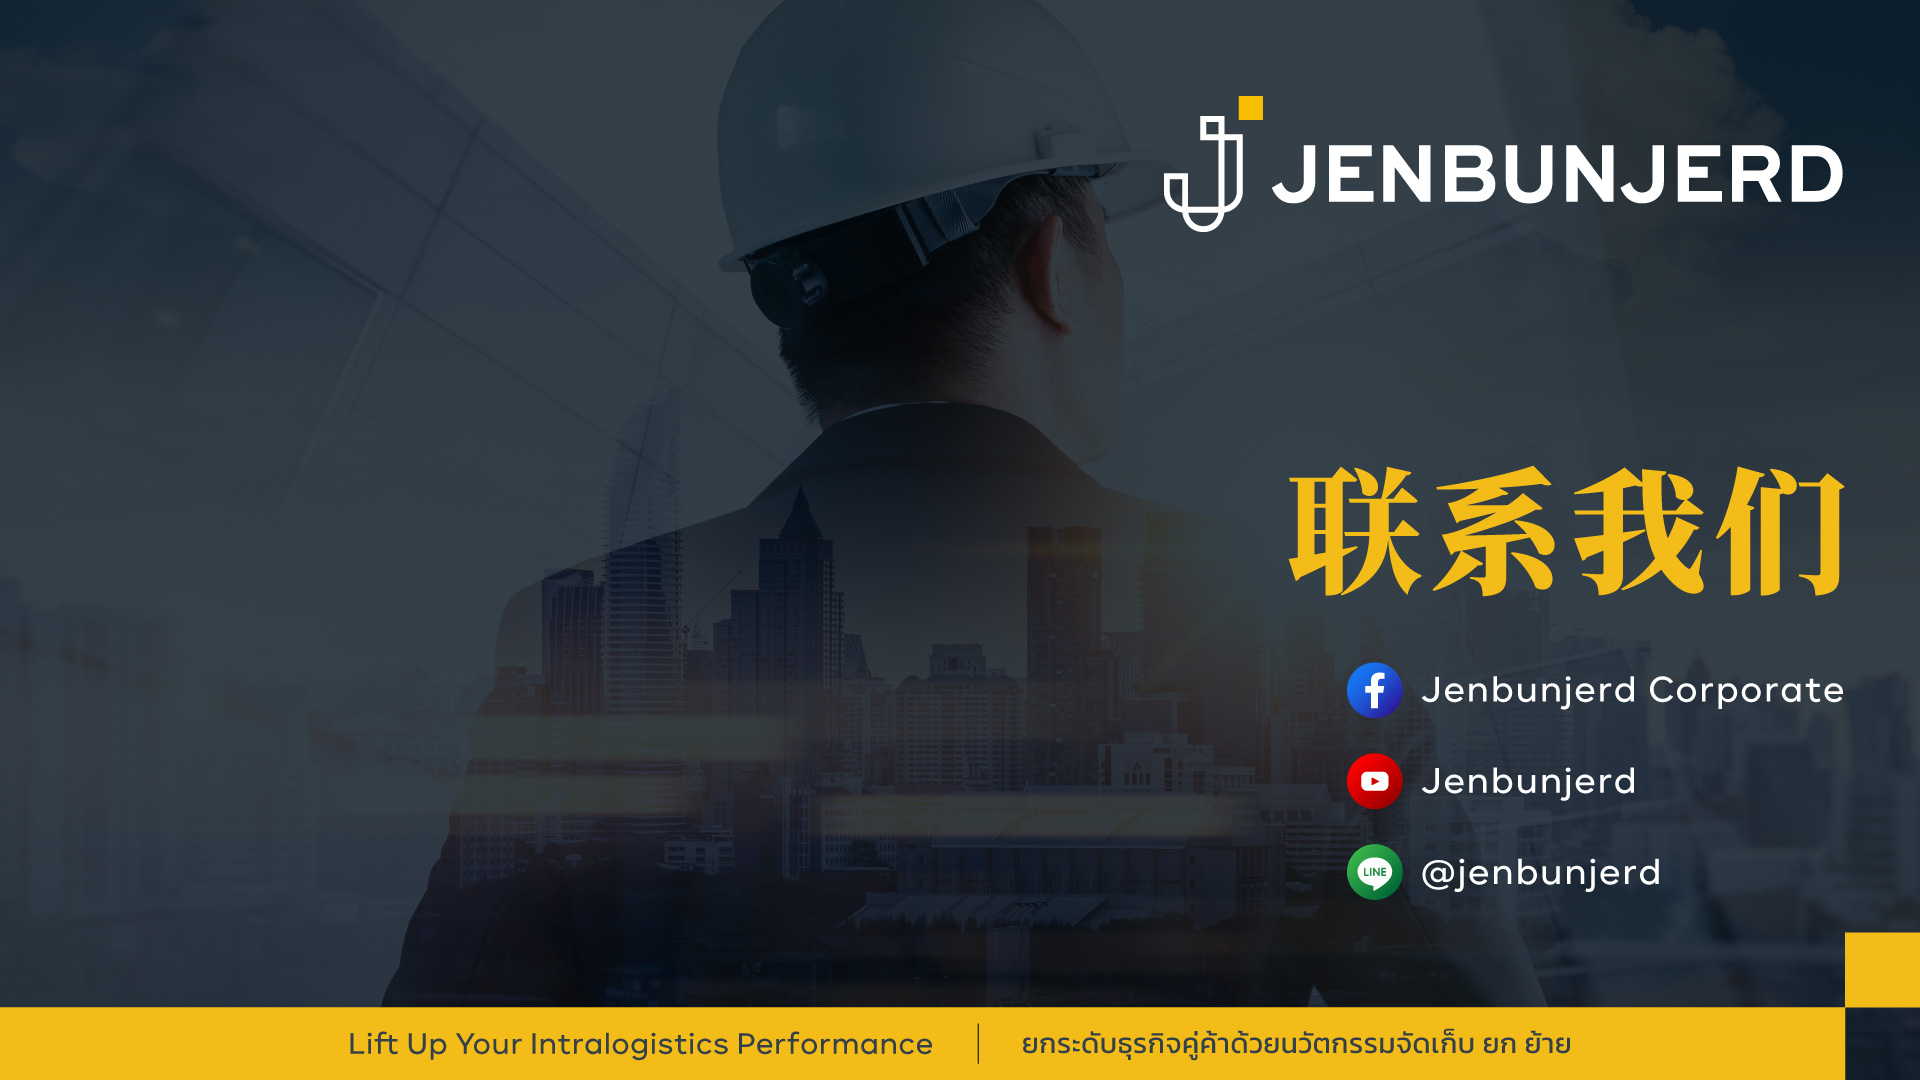 JENBUNJERD
联系我们
Jenbunjerd Corporate
Jenbunjerd
LINE
@jenbunjerd
Lift Up Your Intralogistics Performance
ยกระดับธุรกิจคู่ค้าด้วยนวัตกรรมจัดเก็บ ยก ย้าย